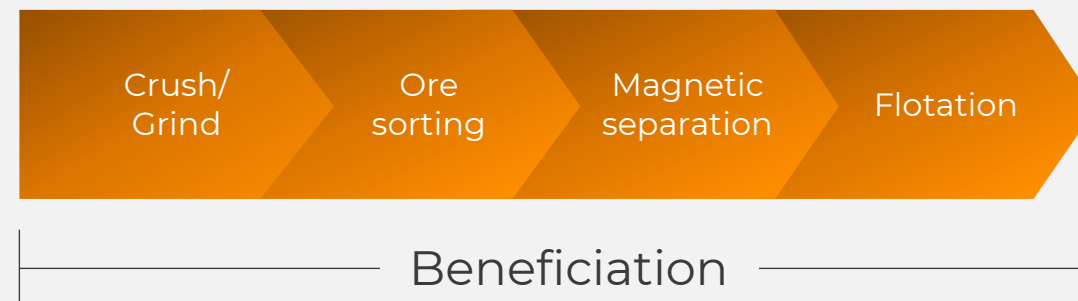 Crush/
Grind
Ore
sorting
Magnetic
separation
Flotation
Beneficiation